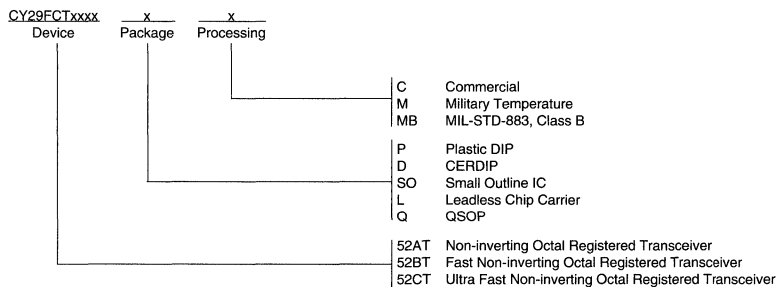 CY29FCTxxxx x x
Device Package Processing
C Commercial
M Military Temperature
MB MIL-STD-883, Class B
P Plastic DIP
D CERDIP
SO Small Outline IC
L Leadless Chip Carrier
Q QSOP
52AT Non-inverting Octal Registered Transceiver
52BT Fast Non-inverting Octal Registered Transceiver
52CT Ultra Fast Non-inverting Octal Registered Transceiver